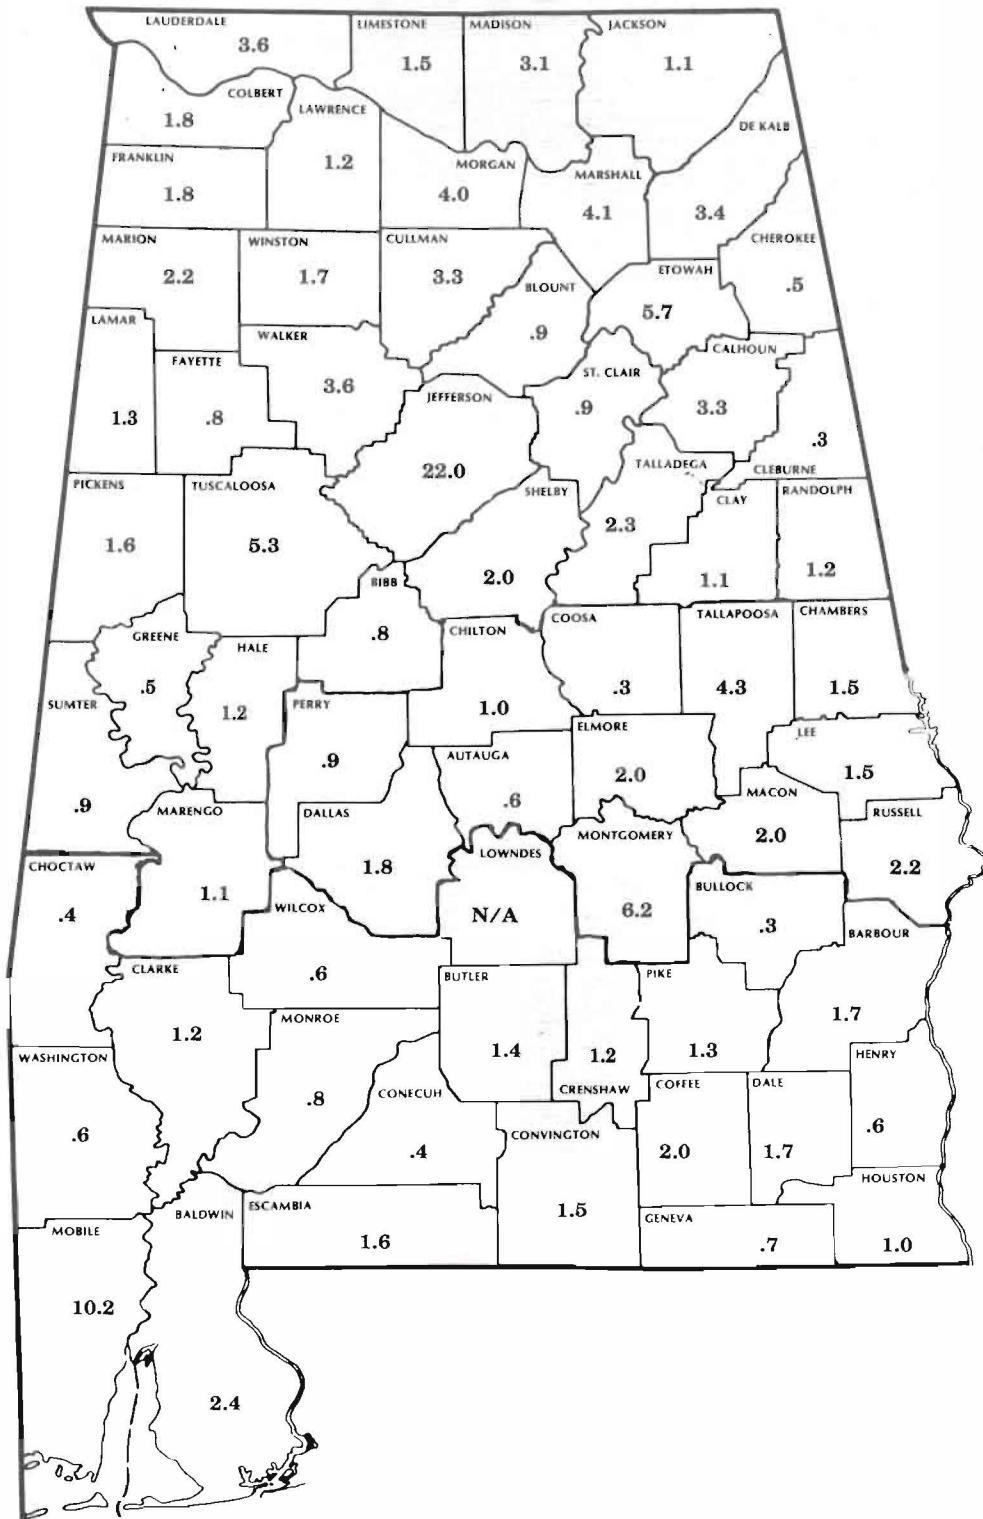 LAUDERDALE
3.6
LIMESTONE
1.5
MADISON
3.1
JACKSON
1.1
COLBERT
1.8
LAWRENCE
1.2
DE KALB
3.4
FRANKLIN
1.8
MORGAN
4.0
MARSHALL
4.1
MARION
2.2
WINSTON
1.7
CULLMAN
3.3
CHEROKEE
.5
BLOUNT
.9
ETOWAH
5.7
LAMAR
1.3
FAYETTE
.8
WALKER
3.6
JEFFERSON
22.0
ST. CLAIR
.9
CALHOUN
3.3
.3
CLEBURNE
PICKENS
1.6
TUSCALOOSA
5.3
SHELBY
2.0
TALLADEGA
2.3
CLAY
1.1
RANDOLPH
1.2
BIBB
.8
GREENE
.5
HALE
1.2
CHILTON
1.0
COOSA
.3
TALLAPOOSA
4.3
CHAMBERS
1.5
SUMTER
.9
PERRY
.9
AUTAUGA
.6
ELMORE
2.0
LEE
1.5
MARENGO
1.1
DALLAS
1.8
LOWNDES
N/A
MONTGOMERY
6.2
MACON
2.0
RUSSELL
2.2
CHOCTAW
.4
WILCOX
.6
BULLOCK
.3
BARBOUR
1.7
CLARKE
1.2
BUTLER
1.4
PIKE
1.3
MONROE
.8
1.2
CRENSHAW
WASHINGTON
.6
CONECUH
.4
COFFEE
2.0
DALE
1.7
HENRY
.6
CONVINGTON
1.5
HOUSTON
1.0
MOBILE
10.2
BALDWIN
2.4
ESCAMBIA
1.6
GENEVA
.7